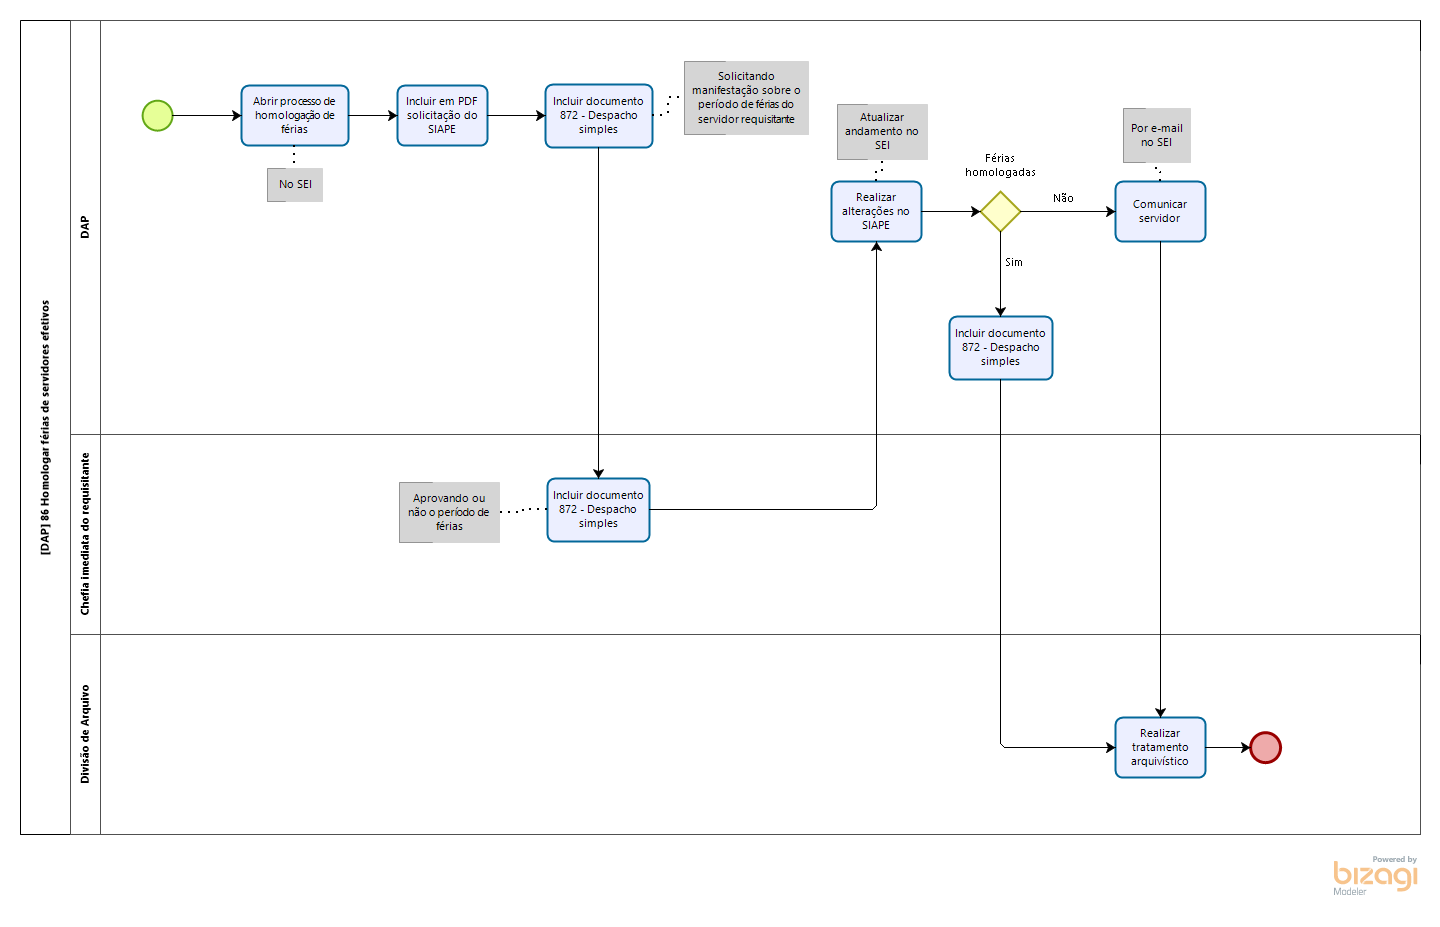 [DAP] 86 Homologar férias de servidores efetivos
DAP
Abrir processo de
homologação de
férias
No SEI
Incluir em PDF
solicitação do
SIAPE
Incluir documento
872 - Despacho
simples
Solicitando
manifestação sobre o
período de férias do
servidor requisitante
Atualizar
andamento no
SEI
Realizar
alterações no
SIAPE
Férias
homologadas
Não
Sim
Por e-mail
no SEI
Comunicar
servidor
Incluir documento
872 - Despacho
simples
Chefia imediata do requisitante
Aprovando ou
não o período de
férias
Incluir documento
872 - Despacho
simples
Divisão de Arquivo
Realizar
tratamento
arquivístico
Powered by
bizagi
Modeler